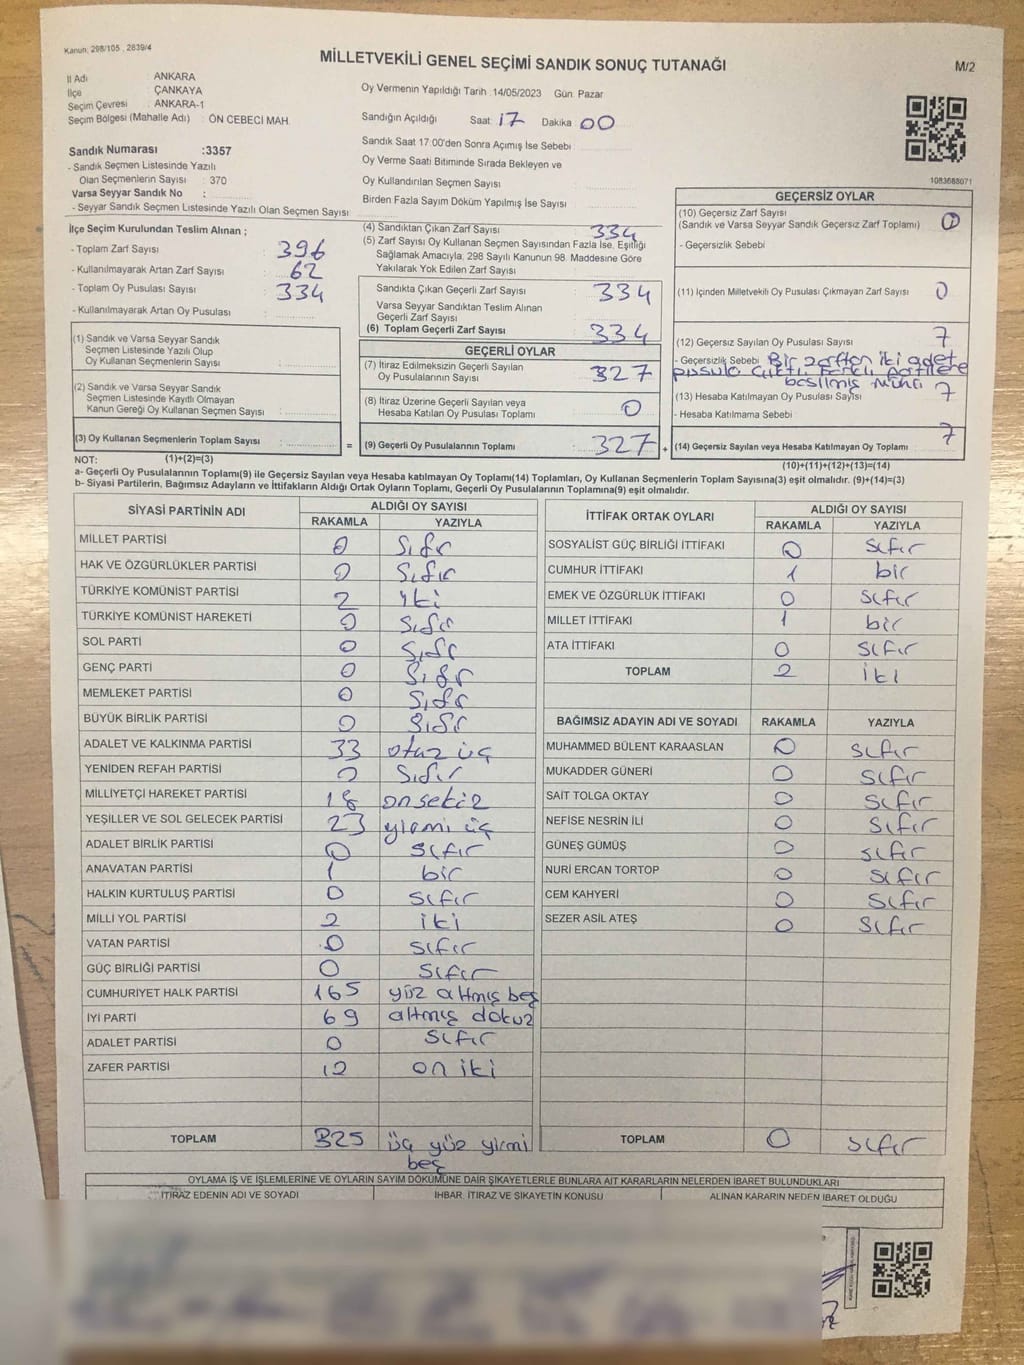 Kanun: 298/105 , 2839/4
MİLLETVEKİLİ GENEL SEÇİMİ SANDIK SONUÇ TUTANAĞI
M/2
İl Adı : ANKARA
İlçe : ÇANKAYA
Seçim Çevresi : ANKARA-1
Seçim Bölgesi (Mahalle Adı) : ÖN CEBECİ MAH.
Sandık Numarası :3357
- Sandık Seçmen Listesinde Yazılı
Olan Seçmenlerin Sayısı : 370
Varsa Seyyar Sandık No :
- Seyyar Sandık Seçmen Listesinde Yazılı Olan Seçmen Sayısı
Oy Vermenin Yapıldığı Tarih :14/05/2023 Gün: Pazar
Sandığın Açıldığı Saat 17 Dakika 00
Sandık Saat 17:00'den Sonra Açılmış İse Sebebi
Oy Verme Saati Bitiminde Sırada Bekleyen ve
Oy Kullandırılan Seçmen Sayısı
Birden Fazla Sayım Döküm Yapılmış İse Sayısı
1083688071
İlçe Seçim Kurulundan Teslim Alınan ;
- Toplam Zarf Sayısı : 396
- Kullanılmayarak Artan Zarf Sayısı : 62
- Toplam Oy Pusulası Sayısı : 334
- Kullanılmayarak Artan Oy Pusulası :
(1) Sandık ve Varsa Seyyar Sandık
Seçmen Listesinde Yazılı Olup
Oy Kullanan Seçmenlerin Sayısı :
(2) Sandık ve Varsa Seyyar Sandık
Seçmen Listesinde Kayıtlı Olmayan
Kanun Gereği Oy Kullanan Seçmen Sayısı :
(3) Oy Kullanan Seçmenlerin Toplam Sayısı :
(4) Sandıktan Çıkan Zarf Sayısı : 334
(5) Zarf Sayısı Oy Kullanan Seçmen Sayısından Fazla İse, Eşitliği
Sağlamak Amacıyla, 298 Sayılı Kanunun 98. Maddesine Göre
Yakılarak Yok Edilen Zarf Sayısı :
Sandıkta Çıkan Geçerli Zarf Sayısı : 334
Varsa Seyyar Sandıktan Teslim Alınan
Geçerli Zarf Sayısı :
(6) Toplam Geçerli Zarf Sayısı : 334
GEÇERLİ OYLAR
(7) İtiraz Edilmeksizin Geçerli Sayılan
Oy Pusulalarının Sayısı : 327
(8) İtiraz Üzerine Geçerli Sayılan veya
Hesaba Katılan Oy Pusulası Toplamı : 0
= (9) Geçerli Oy Pusulalarının Toplamı : 327 +
GEÇERSİZ OYLAR
(10) Geçersiz Zarf Sayısı
(Sandık ve Varsa Seyyar Sandık Geçersiz Zarf Toplamı) : 0
- Geçersizlik Sebebi
(11) İçinden Milletvekili Oy Pusulası Çıkmayan Zarf Sayısı : 0
(12) Geçersiz Sayılan Oy Pusulası Sayısı : 7
- Geçersizlik Sebebi Bir zarftan iki adet
pusula çıktı. Farklı partilere
basılmış mühür
(13) Hesaba Katılmayan Oy Pusulası Sayısı : 7
- Hesaba Katılmama Sebebi
(14) Geçersiz Sayılan veya Hesaba Katılmayan Oy Toplamı : 7
NOT: (1)+(2)=(3)
(10)+(11)+(12)+(13)=(14)
a- Geçerli Oy Pusulalarının Toplamı(9) ile Geçersiz Sayılan veya Hesaba katılmayan Oy Toplamı(14) Toplamları, Oy Kullanan Seçmenlerin Toplam Sayısına(3) eşit olmalıdır. (9)+(14)=(3)
b- Siyasi Partilerin, Bağımsız Adayların ve İttifakların Aldığı Ortak Oyların Toplamı, Geçerli Oy Pusulalarının Toplamına(9) eşit olmalıdır.
SİYASİ PARTİNİN ADI ALDIĞI OY SAYISI
RAKAMLA YAZIYLA
MİLLET PARTİSİ 0 Sıfır
HAK VE ÖZGÜRLÜKLER PARTİSİ 0 Sıfır
TÜRKİYE KOMÜNİST PARTİSİ 2 iki
TÜRKİYE KOMÜNİST HAREKETİ 0 Sıfır
SOL PARTİ 0 Sıfır
GENÇ PARTİ 0 Sıfır
MEMLEKET PARTİSİ 0 Sıfır
BÜYÜK BİRLİK PARTİSİ 0 Sıfır
ADALET VE KALKINMA PARTİSİ 33 otuz üç
YENİDEN REFAH PARTİSİ 0 Sıfır
MİLLİYETÇİ HAREKET PARTİSİ 18 onsekiz
YEŞİLLER VE SOL GELECEK PARTİSİ 23 yirmi üç
ADALET BİRLİK PARTİSİ 0 sıfır
ANAVATAN PARTİSİ 1 bir
HALKIN KURTULUŞ PARTİSİ 0 sıfır
MİLLİ YOL PARTİSİ 2 iki
VATAN PARTİSİ 0 sıfır
GÜÇ BİRLİĞİ PARTİSİ 0 sıfır
CUMHURİYET HALK PARTİSİ 165 yüz altmış beş
İYİ PARTİ 69 altmış dokuz
ADALET PARTİSİ 0 sıfır
ZAFER PARTİSİ 12 on iki
TOPLAM 325 üç yüz yirmi
beş
İTTİFAK ORTAK OYLARI ALDIĞI OY SAYISI
RAKAMLA YAZIYLA
SOSYALİST GÜÇ BİRLİĞİ İTTİFAKI 0 sıfır
CUMHUR İTTİFAKI 1 bir
EMEK VE ÖZGÜRLÜK İTTİFAKI 0 sıfır
MİLLET İTTİFAKI 1 bir
ATA İTTİFAKI 0 sıfır
TOPLAM 2 iki
BAĞIMSIZ ADAYIN ADI VE SOYADI RAKAMLA YAZIYLA
MUHAMMED BÜLENT KARAASLAN 0 sıfır
MUKADDER GÜNERİ 0 sıfır
SAİT TOLGA OKTAY 0 sıfır
NEFİSE NESRİN İLİ 0 sıfır
GÜNEŞ GÜMÜŞ 0 sıfır
NURİ ERCAN TORTOP 0 sıfır
CEM KAHYERİ 0 sıfır
SEZER ASİL ATEŞ 0 sıfır
TOPLAM 0 sıfır
OYLAMA İŞ VE İŞLEMLERİNE VE OYLARIN SAYIM DÖKÜMÜNE DAİR ŞİKAYETLERLE BUNLARA AİT KARARLARIN NELERDEN İBARET BULUNDUKLARI
İTİRAZ EDENİN ADI VE SOYADI İHBAR, İTİRAZ VE ŞİKAYETİN KONUSU ALINAN KARARIN NEDEN İBARET OLDUĞU